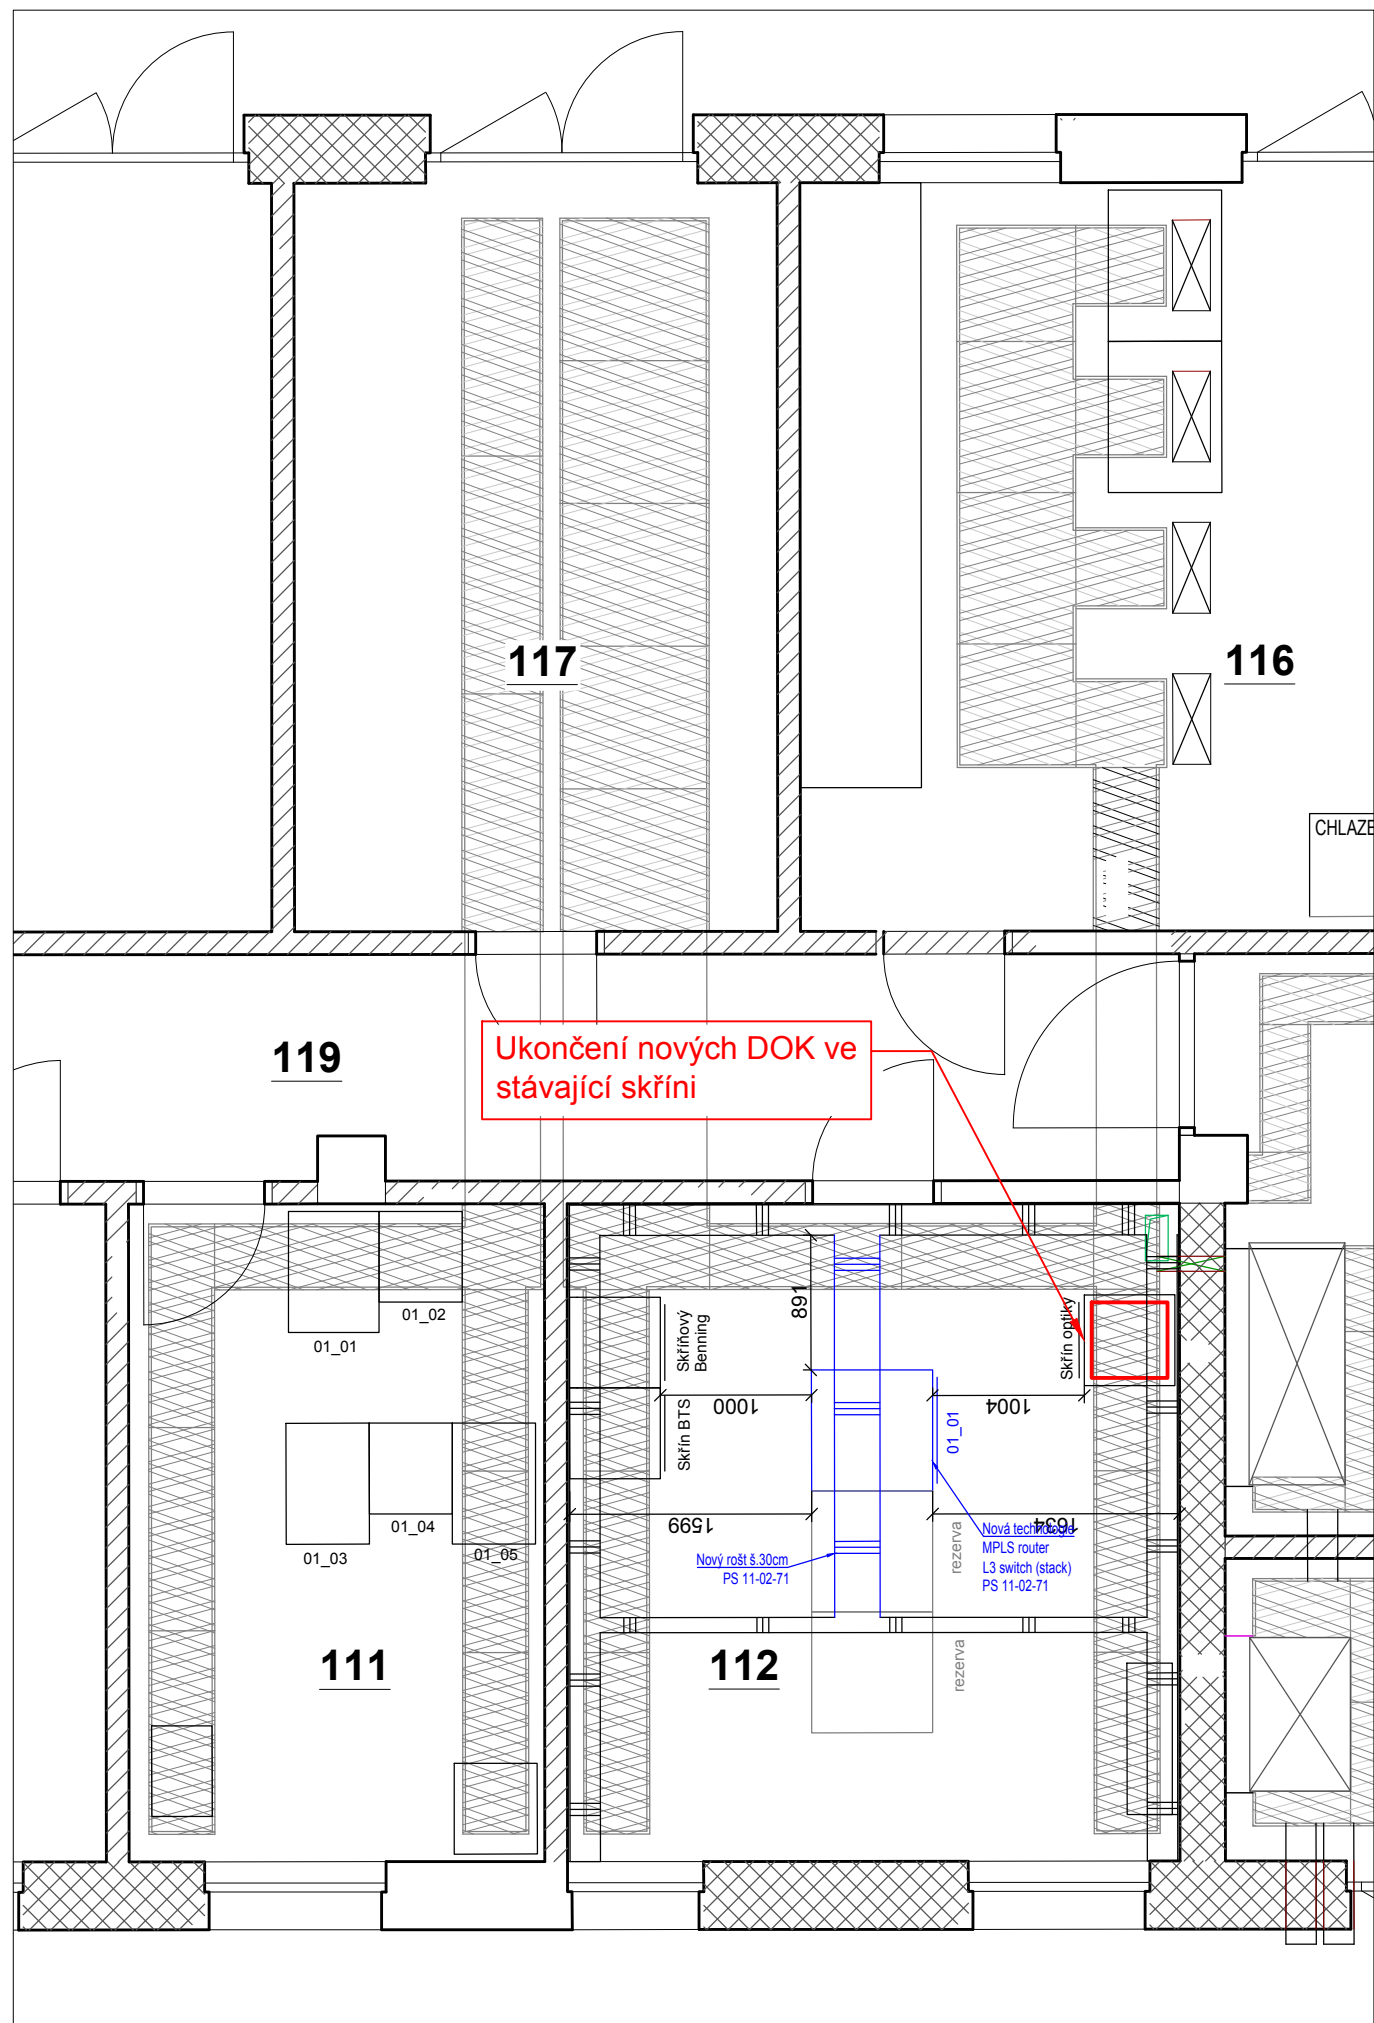 117
116
CHLAZE
119
Ukončení nových DOK ve
stávající skříni
01_01
01_02
01_03
01_04
01_05
111
891
Skříňový
Benning
Skřín BTS
1000
1004
Skřín optiky
01_01
1599
1634
Nový rošt š.30cm
PS 11-02-71
rezerva
Nová technologie
MPLS router
L3 switch (stack)
PS 11-02-71
rezerva
112